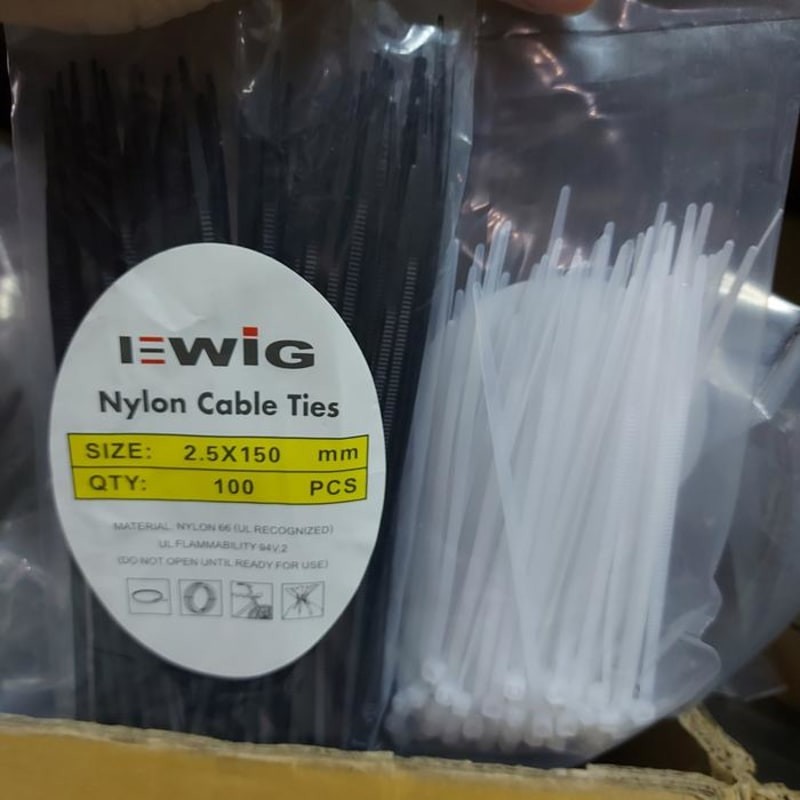 EWiG
Nylon Cable Ties
SIZE: 2.5X150 mm
QTY: 100 PCS
MATERIAL: NYLON 66 (UL RECOGNIZED)
UL FLAMMABILITY 94V,2
(DO NOT OPEN UNTIL READY FOR USE)